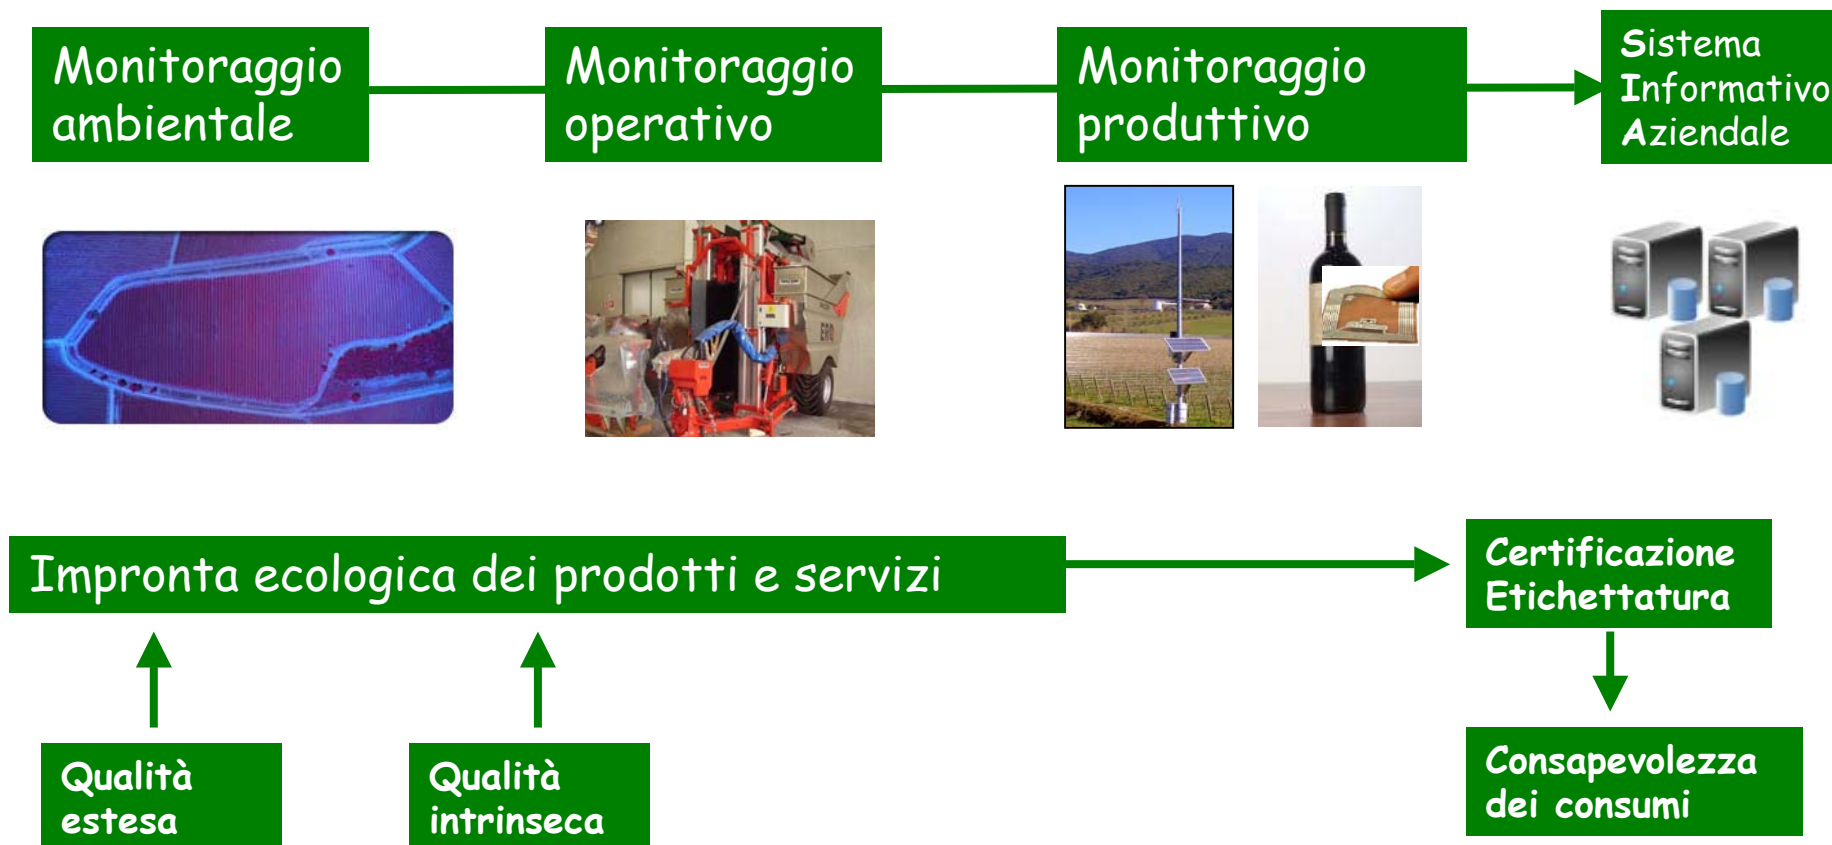 Monitoraggio
ambientale
Monitoraggio
operativo
Monitoraggio
produttivo
Sistema
Informativo
Aziendale
ERO
Impronta ecologica dei prodotti e servizi
Certificazione
Etichettatura
Qualità
estesa
Qualità
intrinseca
Consapevolezza
dei consumi